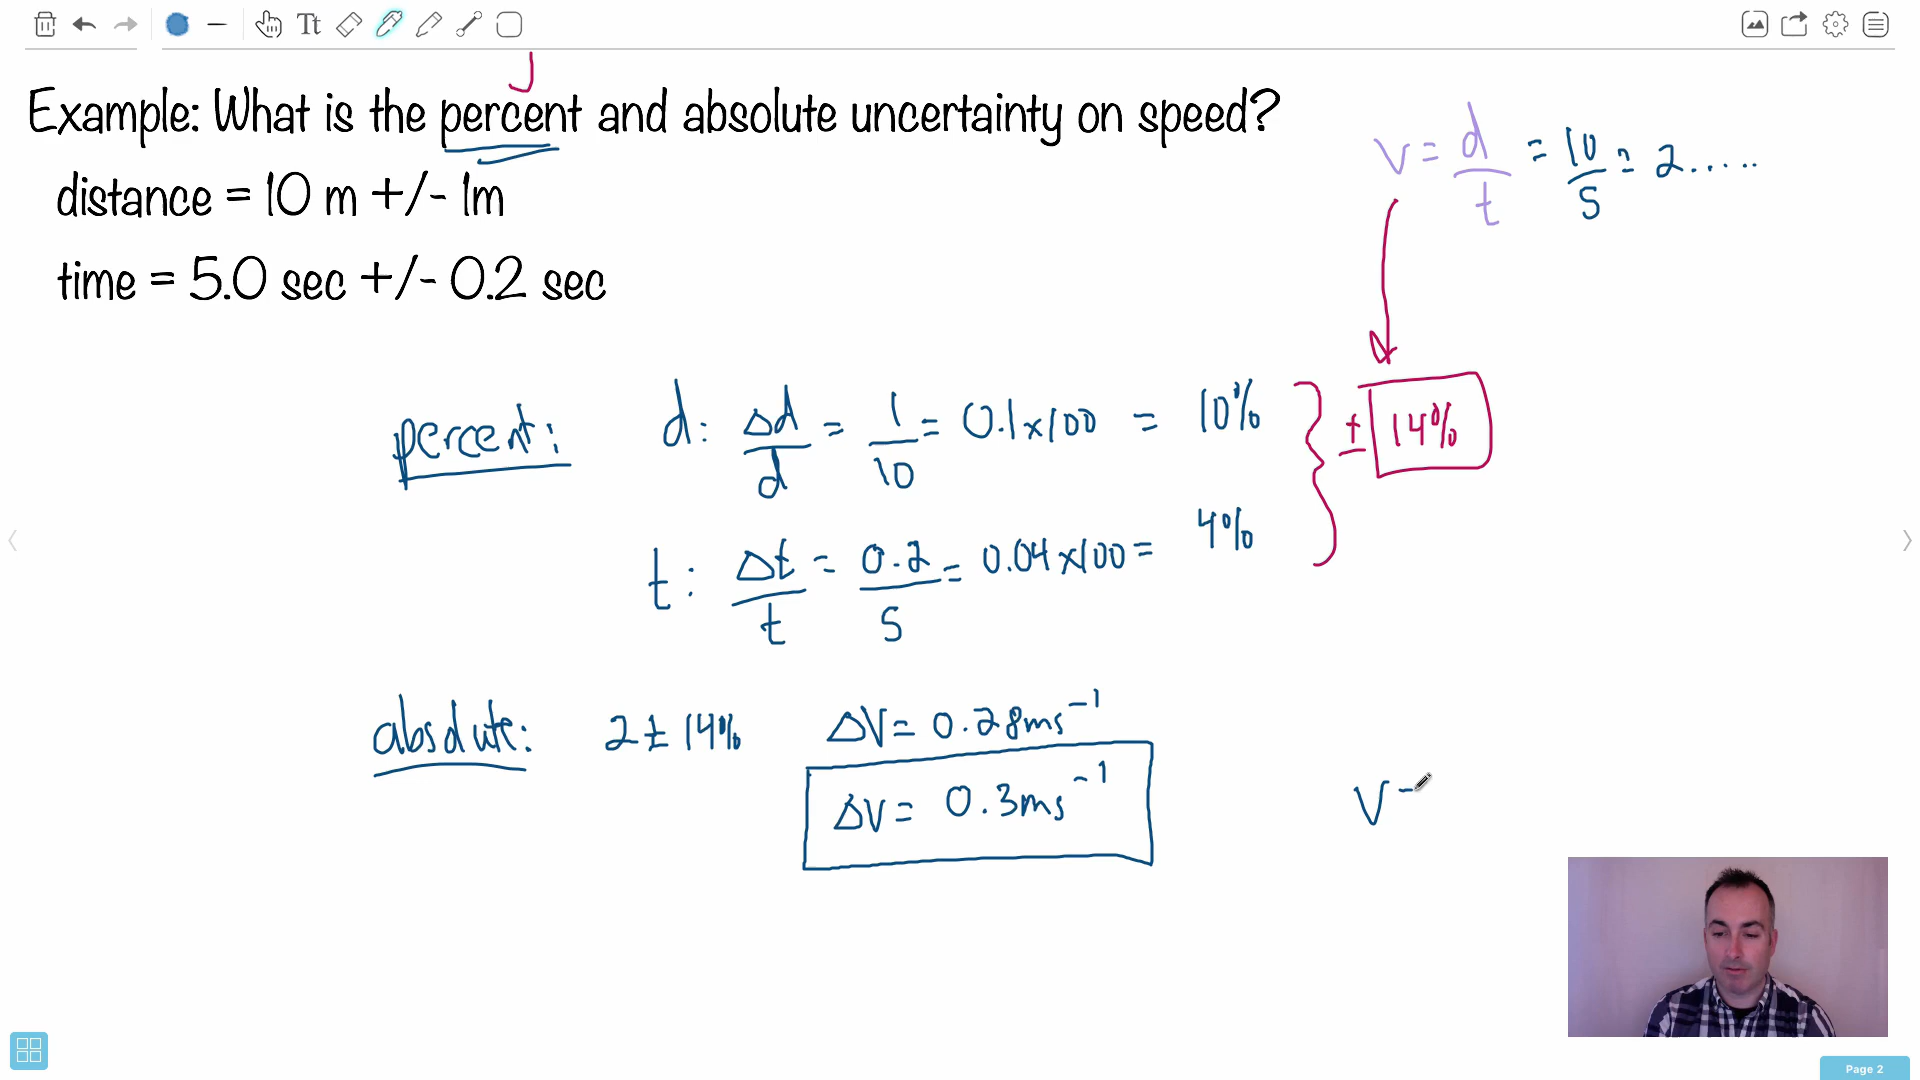 Tt
Example: What is the percent and absolute uncertainty on speed?
distance = 10 m +/- 1m
time = 5.0 sec +/- 0.2 sec
v = d/t = 10/5 = 2.....
percent: d: Δd/d = 1/10 = 0.1x100 = 10%
± 14%
t: Δt/t = 0.2/5 = 0.04x100 = 4%
absolute: 2 ± 14% ΔV = 0.28ms⁻¹
ΔV = 0.3ms⁻¹
V -
Page 2